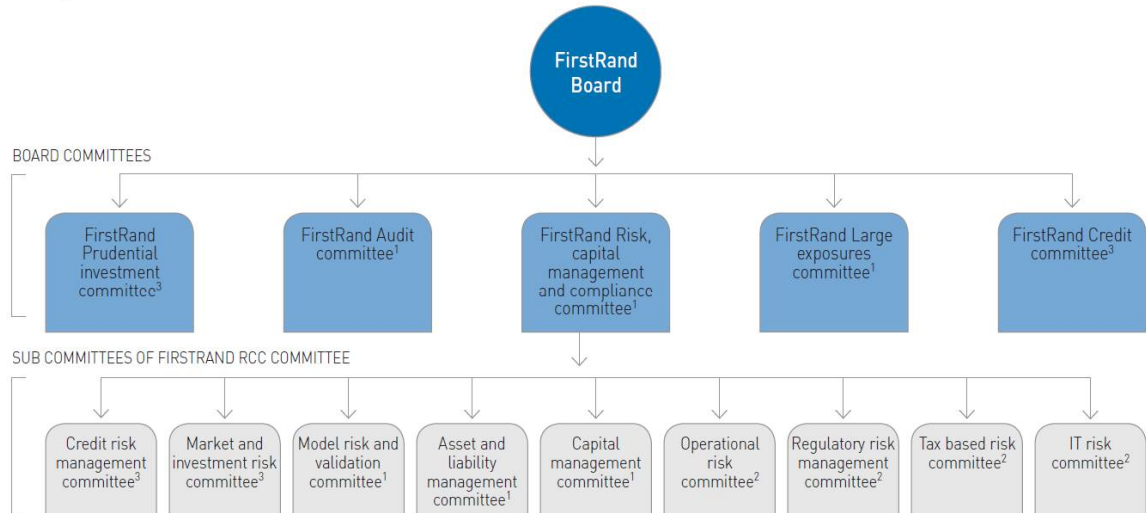 FirstRand
Board
BOARD COMMITTEES
FirstRand
Prudential
investment
committee³
FirstRand Audit
committee¹
FirstRand Risk,
capital
management
and compliance
committee¹
FirstRand Large
exposures
committee¹
FirstRand Credit
committee³
SUB COMMITTEES OF FIRSTRAND RCC COMMITTEE
Credit risk
management
committee³
Market and
investment risk
committee³
Model risk and
validation
committee¹
Asset and
liability
management
committee¹
Capital
management
committee¹
Operational
risk
committee²
Regulatory risk
management
committee²
Tax based risk
committee²
IT risk
committee²